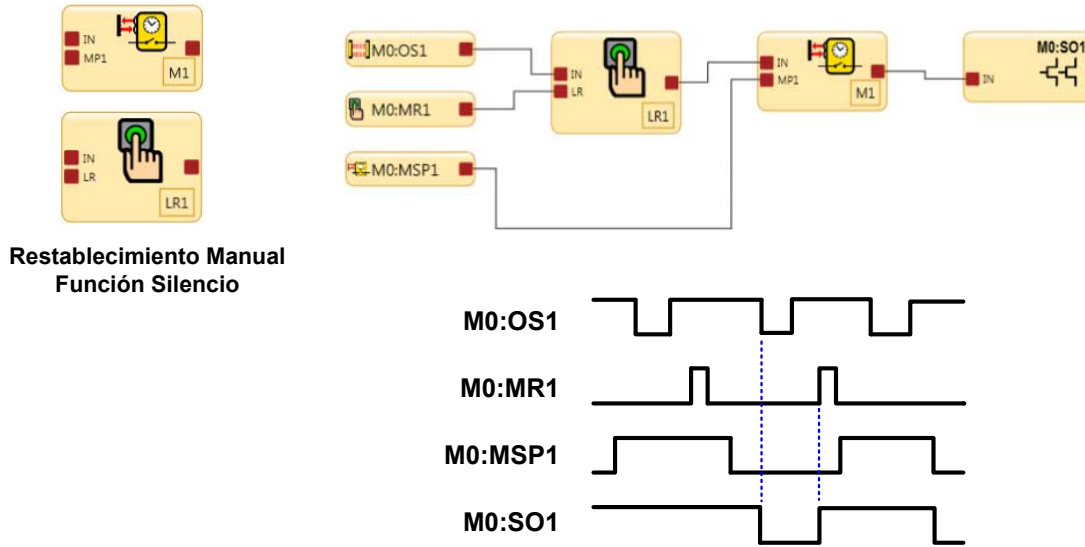 IN
MP1
M1
IN
LR
LR1
Restablecimiento Manual
Función Silencio
M0:OS1
M0:MR1
M0:MSP1
IN
LR
LR1
IN
MP1
M1
M0:SO1
IN
M0:OS1
M0:MR1
M0:MSP1
M0:SO1